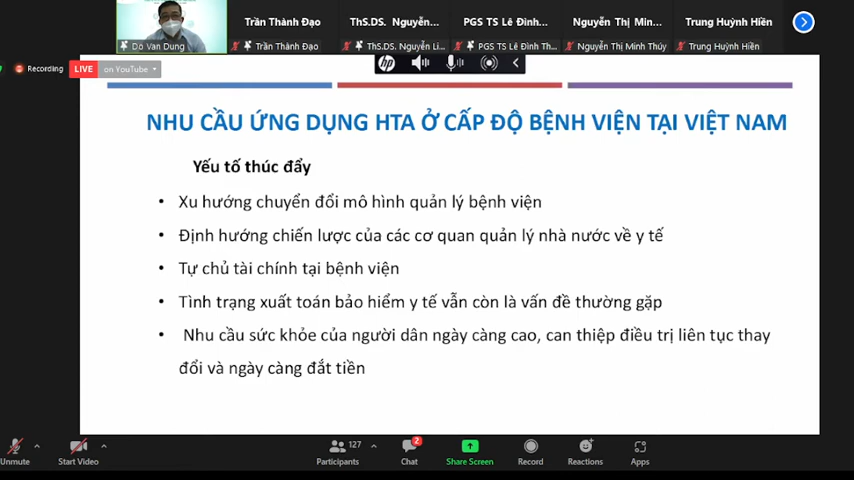 Trần Thành Đạo
ThS.DS. Nguyễn...
PGS TS Lê Đình...
Nguyễn Thị Min...
Trung Huỳnh Hiền
Do Van Dung
Trần Thành Đạo
ThS.DS. Nguyễn Li...
PGS TS Lê Đình Th...
Nguyễn Thị Minh Thúy
Trung Huỳnh Hiền
Recording
LIVE on YouTube
hp
NHU CẦU ỨNG DỤNG HTA Ở CẤP ĐỘ BỆNH VIỆN TẠI VIỆT NAM
Yếu tố thúc đẩy
• Xu hướng chuyển đổi mô hình quản lý bệnh viện
• Định hướng chiến lược của các cơ quan quản lý nhà nước về y tế
• Tự chủ tài chính tại bệnh viện
• Tình trạng xuất toán bảo hiểm y tế vẫn còn là vấn đề thường gặp
• Nhu cầu sức khỏe của người dân ngày càng cao, can thiệp điều trị liên tục thay
đổi và ngày càng đắt tiền
Unmute
Start Video
127
Participants
2
Chat
Share Screen
Record
Reactions
Apps